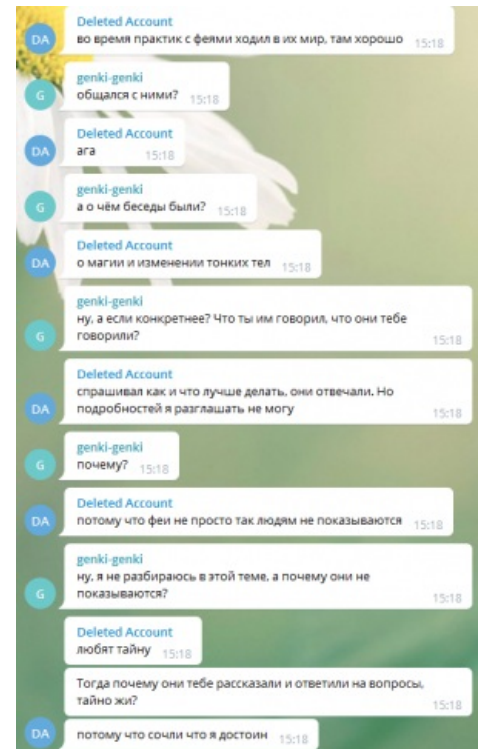 Deleted Account
DA
во время практик с феями ходил в их мир, там хорошо 15:18
genki-genki
G
общался с ними? 15:18
Deleted Account
DA
ага 15:18
genki-genki
G
а о чём беседы были? 15:18
Deleted Account
DA
о магии и изменении тонких тел 15:18
genki-genki
ну, а если конкретнее? Что ты им говорил, что они тебе
G
говорили? 15:18
Deleted Account
спрашивал как и что лучше делать, они отвечали. Но
DA
подробностей я разглашать не могу 15:18
genki-genki
G
почему? 15:18
Deleted Account
DA
потому что феи не просто так людям не показываются 15:18
genki-genki
ну, я не разбираюсь в этой теме, а почему они не
G
показываются? 15:18
Deleted Account
любят тайну 15:18
Тогда почему они тебе рассказали и ответили на вопросы,
тайно жи? 15:18
DA
потому что сочли что я достоин 15:18